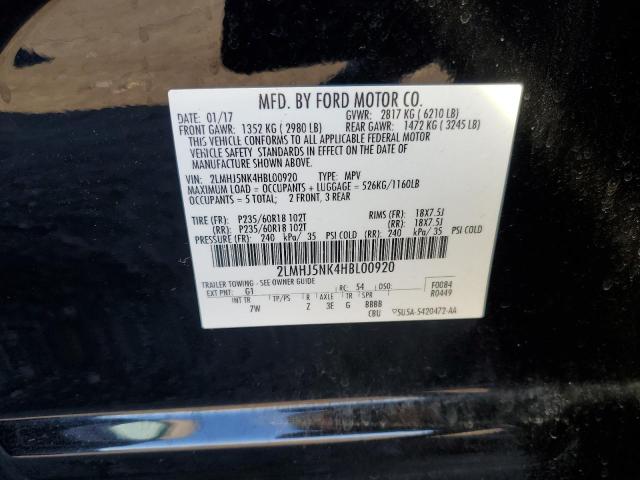 MFD. BY FORD MOTOR CO.
DATE: 01/17 GVWR: 2817 KG ( 6210 LB)
FRONT GAWR: 1352 KG ( 2980 LB) REAR GAWR: 1472 KG ( 3245 LB)
THIS VEHICLE CONFORMS TO ALL APPLICABLE FEDERAL MOTOR
VEHICLE SAFETY AND THEFT PREVENTION STANDARDS IN EFFECT ON
THE DATE OF MANUFACTURE SHOWN ABOVE.
VIN: 2LMHJ5NK4HBL00920 TYPE: MPV
MAXIMUM LOAD = OCCUPANTS + LUGGAGE = 526KG/1160LB
OCCUPANTS = 5 TOTAL; 2 FRONT, 3 REAR
TIRE (FR): P235/60R18 102T RIMS (FR): 18X7.5J
(RR): P235/60R18 102T (RR): 18X7.5J
PRESSURE (FR): 240 kPa/ 35 PSI COLD (RR): 240 kPa/ 35 PSI COLD
2LMHJ5NK4HBL00920
TRAILER TOWING - SEE OWNER GUIDE
EXT PNT: G1 RC: 54 DSO: F0084
R0449
INT TR TP/PS R AXLE TR SPR
7W Z 3E G BBBB
CBU 5U5A-5420472-AA